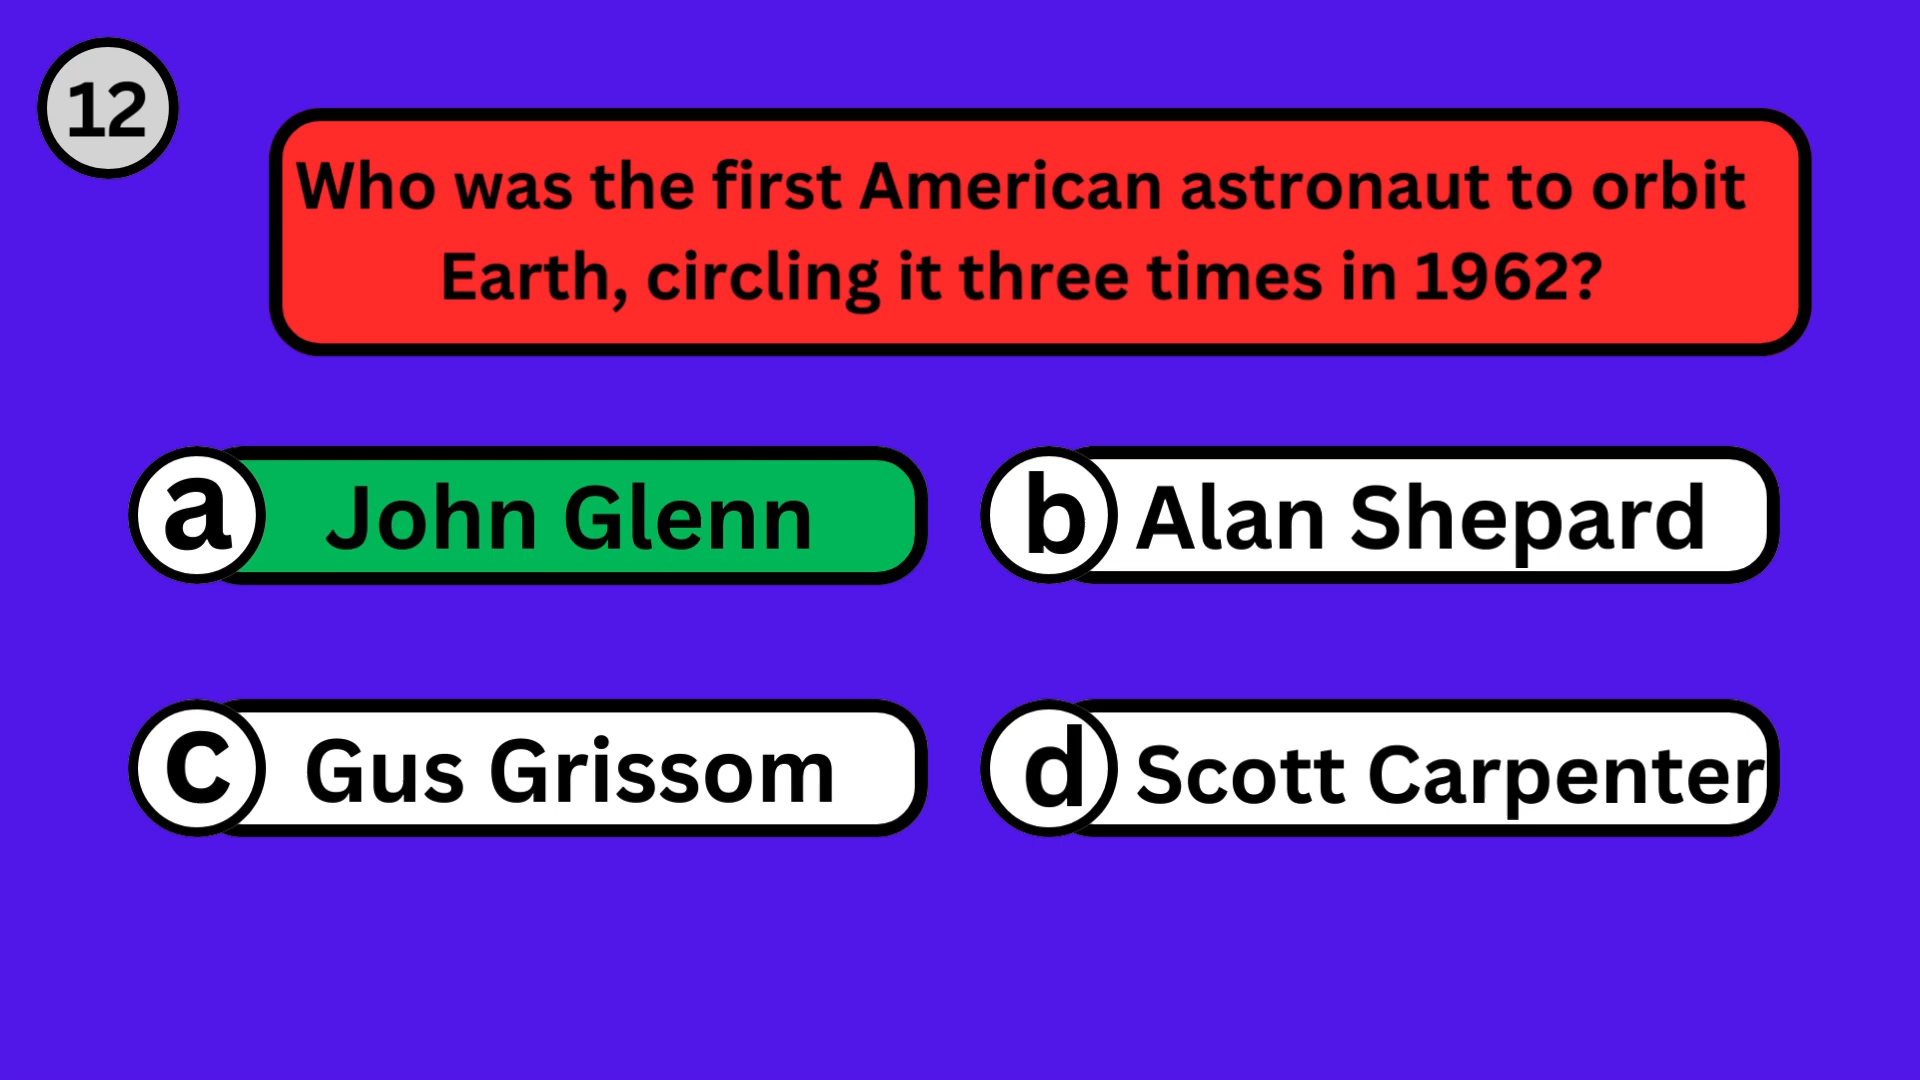 12
Who was the first American astronaut to orbit
Earth, circling it three times in 1962?
a John Glenn
b Alan Shepard
c Gus Grissom
d Scott Carpenter